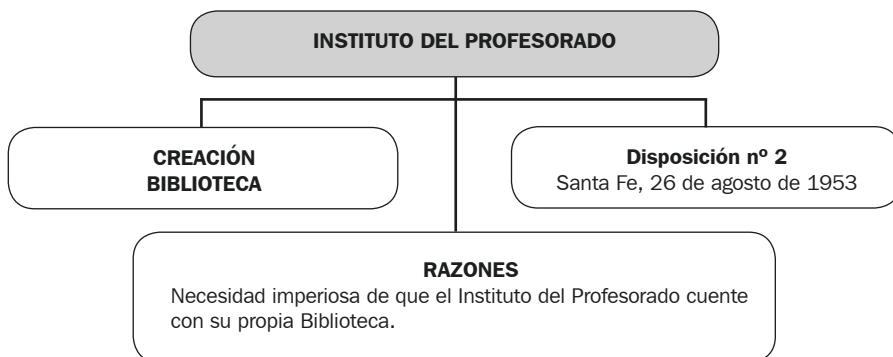 INSTITUTO DEL PROFESORADO
CREACIÓN
BIBLIOTECA
Disposición nº 2
Santa Fe, 26 de agosto de 1953
RAZONES
Necesidad imperiosa de que el Instituto del Profesorado cuente
con su propia Biblioteca.